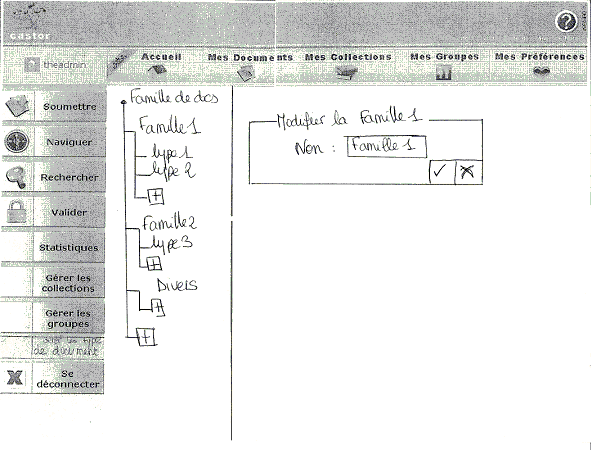 castor
theadmin
Accueil
Mes Documents
Mes Collections
Mes Groupes
Mes Préférences
Soumettre
Naviguer
Rechercher
Valider
Statistiques
Gérer les
collections
Gérer les
groupes
les type
de document
Se
déconnecter
Famille de docs
Famille 1
type 1
type 2
Famille 2
type 3
Divers
Modifier la Famille 1
Nom : Famille 1